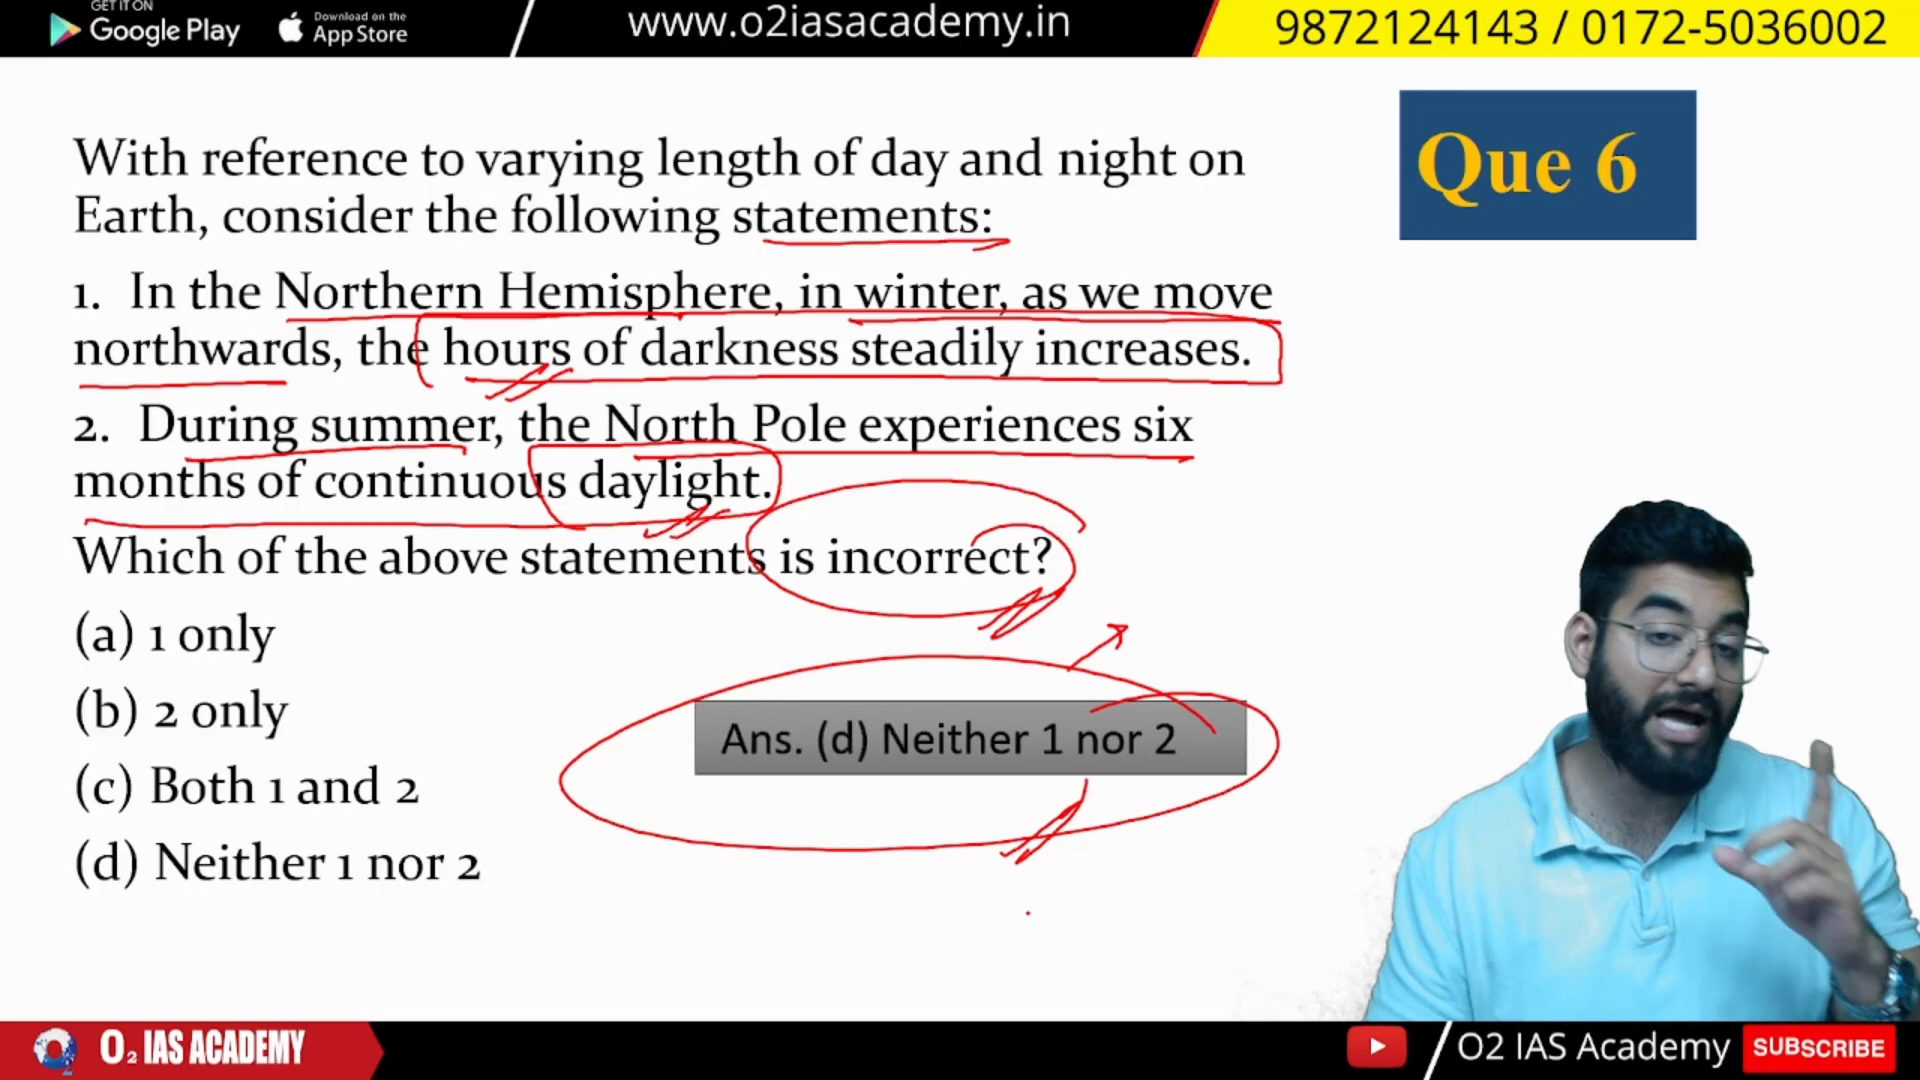 GET IT ON
Google Play
Download on the
App Store
www.o2iasacademy.in
9872124143 / 0172-5036002
With reference to varying length of day and night on
Earth, consider the following statements:
Que 6
1. In the Northern Hemisphere, in winter, as we move
northwards, the hours of darkness steadily increases.
2. During summer, the North Pole experiences six
months of continuous daylight.
Which of the above statements is incorrect?
(a) 1 only
(b) 2 only
Ans. (d) Neither 1 nor 2
(c) Both 1 and 2
(d) Neither 1 nor 2
O2 IAS ACADEMY
O2 IAS Academy
SUBSCRIBE